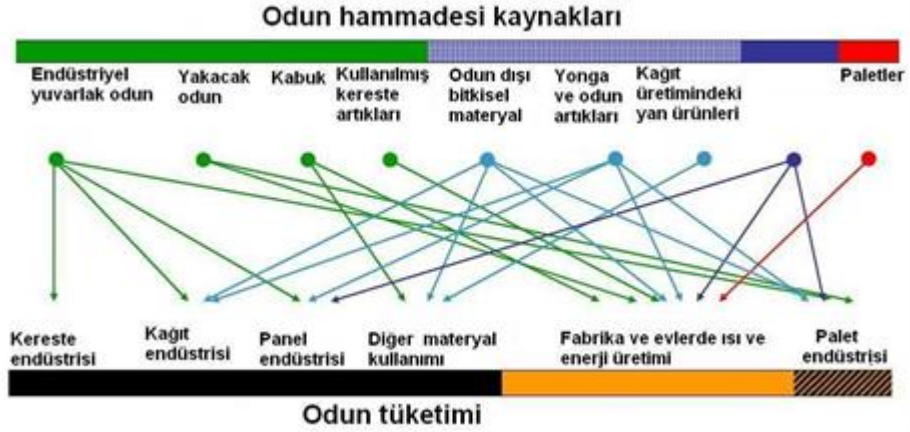 Odun hammadesi kaynakları
Endüstriyel
yuvarlak odun
Yakacak
odun
Kabuk
Kullanılmış
kereste
artıkları
Odun dışı
bitkisel
materyal
Yonga
ve odun
artıkları
Kağıt
üretimindeki
yan ürünleri
Paletler
Kereste
endüstrisi
Kağıt
endüstrisi
Panel
endüstrisi
Diğer materyal
kullanımı
Fabrika ve evlerde ısı ve
enerji üretimi
Palet
endüstrisi
Odun tüketimi